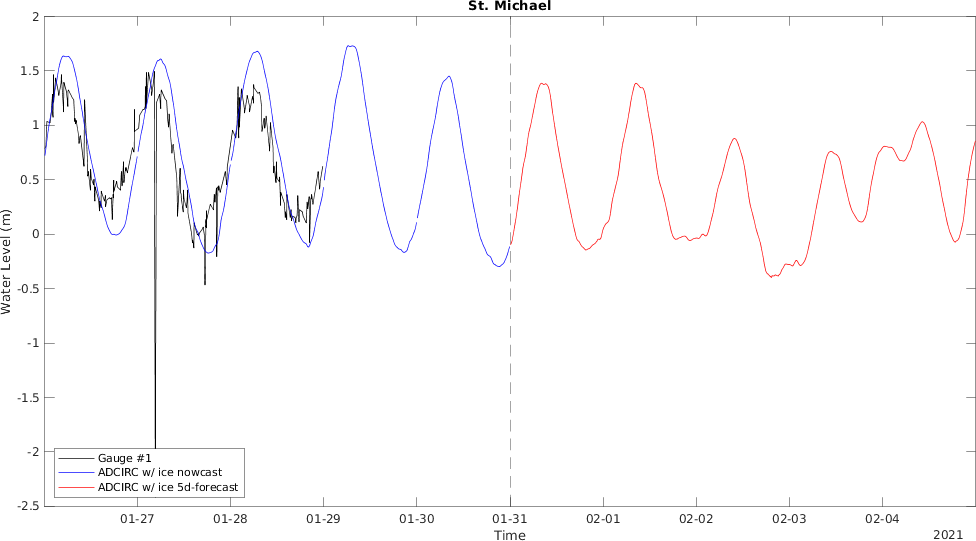 St. Michael
2
1.5
1
0.5
0
-0.5
-1
-1.5
-2
-2.5
Water Level (m)
Gauge #1
ADCIRC w/ ice nowcast
ADCIRC w/ ice 5d-forecast
01-27 01-28 01-29 01-30 01-31 02-01 02-02 02-03 02-04
Time
2021